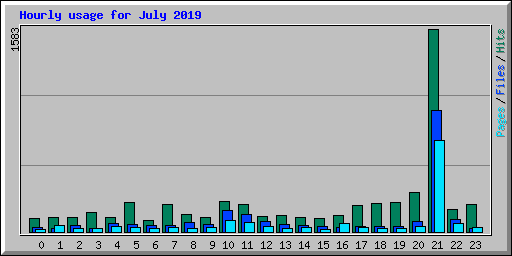 Hourly usage for July 2019
1583
Pages/Files/Hits
0 1 2 3 4 5 6 7 8 9 10 11 12 13 14 15 16 17 18 19 20 21 22 23